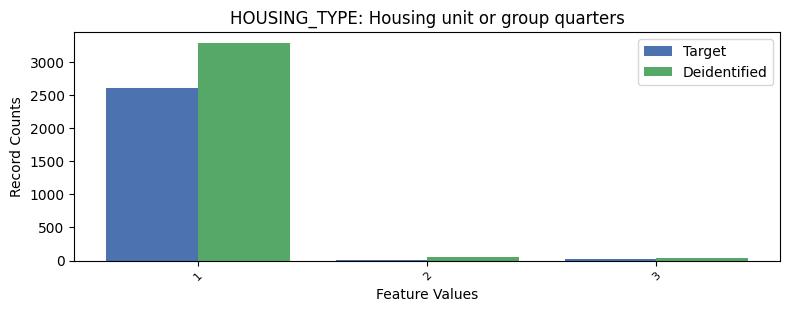 HOUSING_TYPE: Housing unit or group quarters
Target
Deidentified
Record Counts
3000
2500
2000
1500
1000
500
0
1
2
3
Feature Values